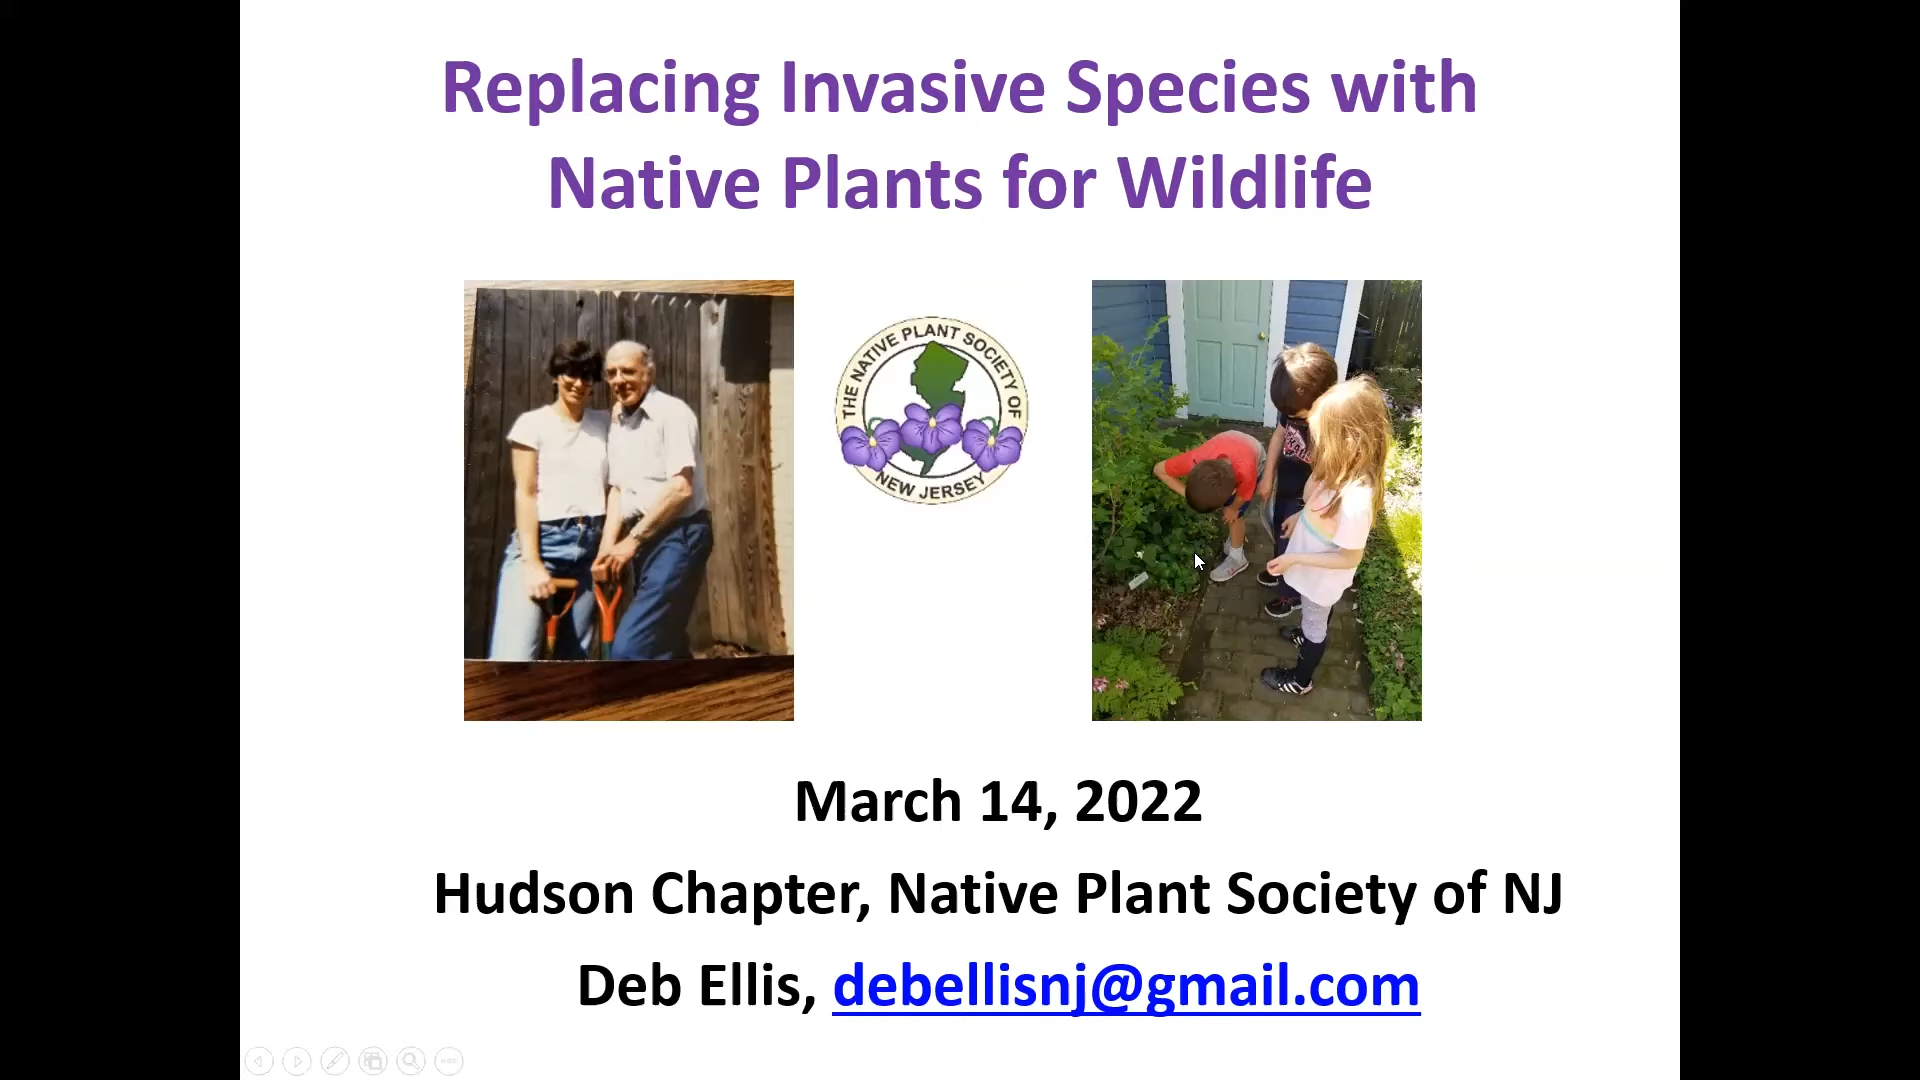 Replacing Invasive Species with
Native Plants for Wildlife
THE NATIVE PLANT SOCIETY OF
NEW JERSEY
March 14, 2022
Hudson Chapter, Native Plant Society of NJ
Deb Ellis, debellisnj@gmail.com